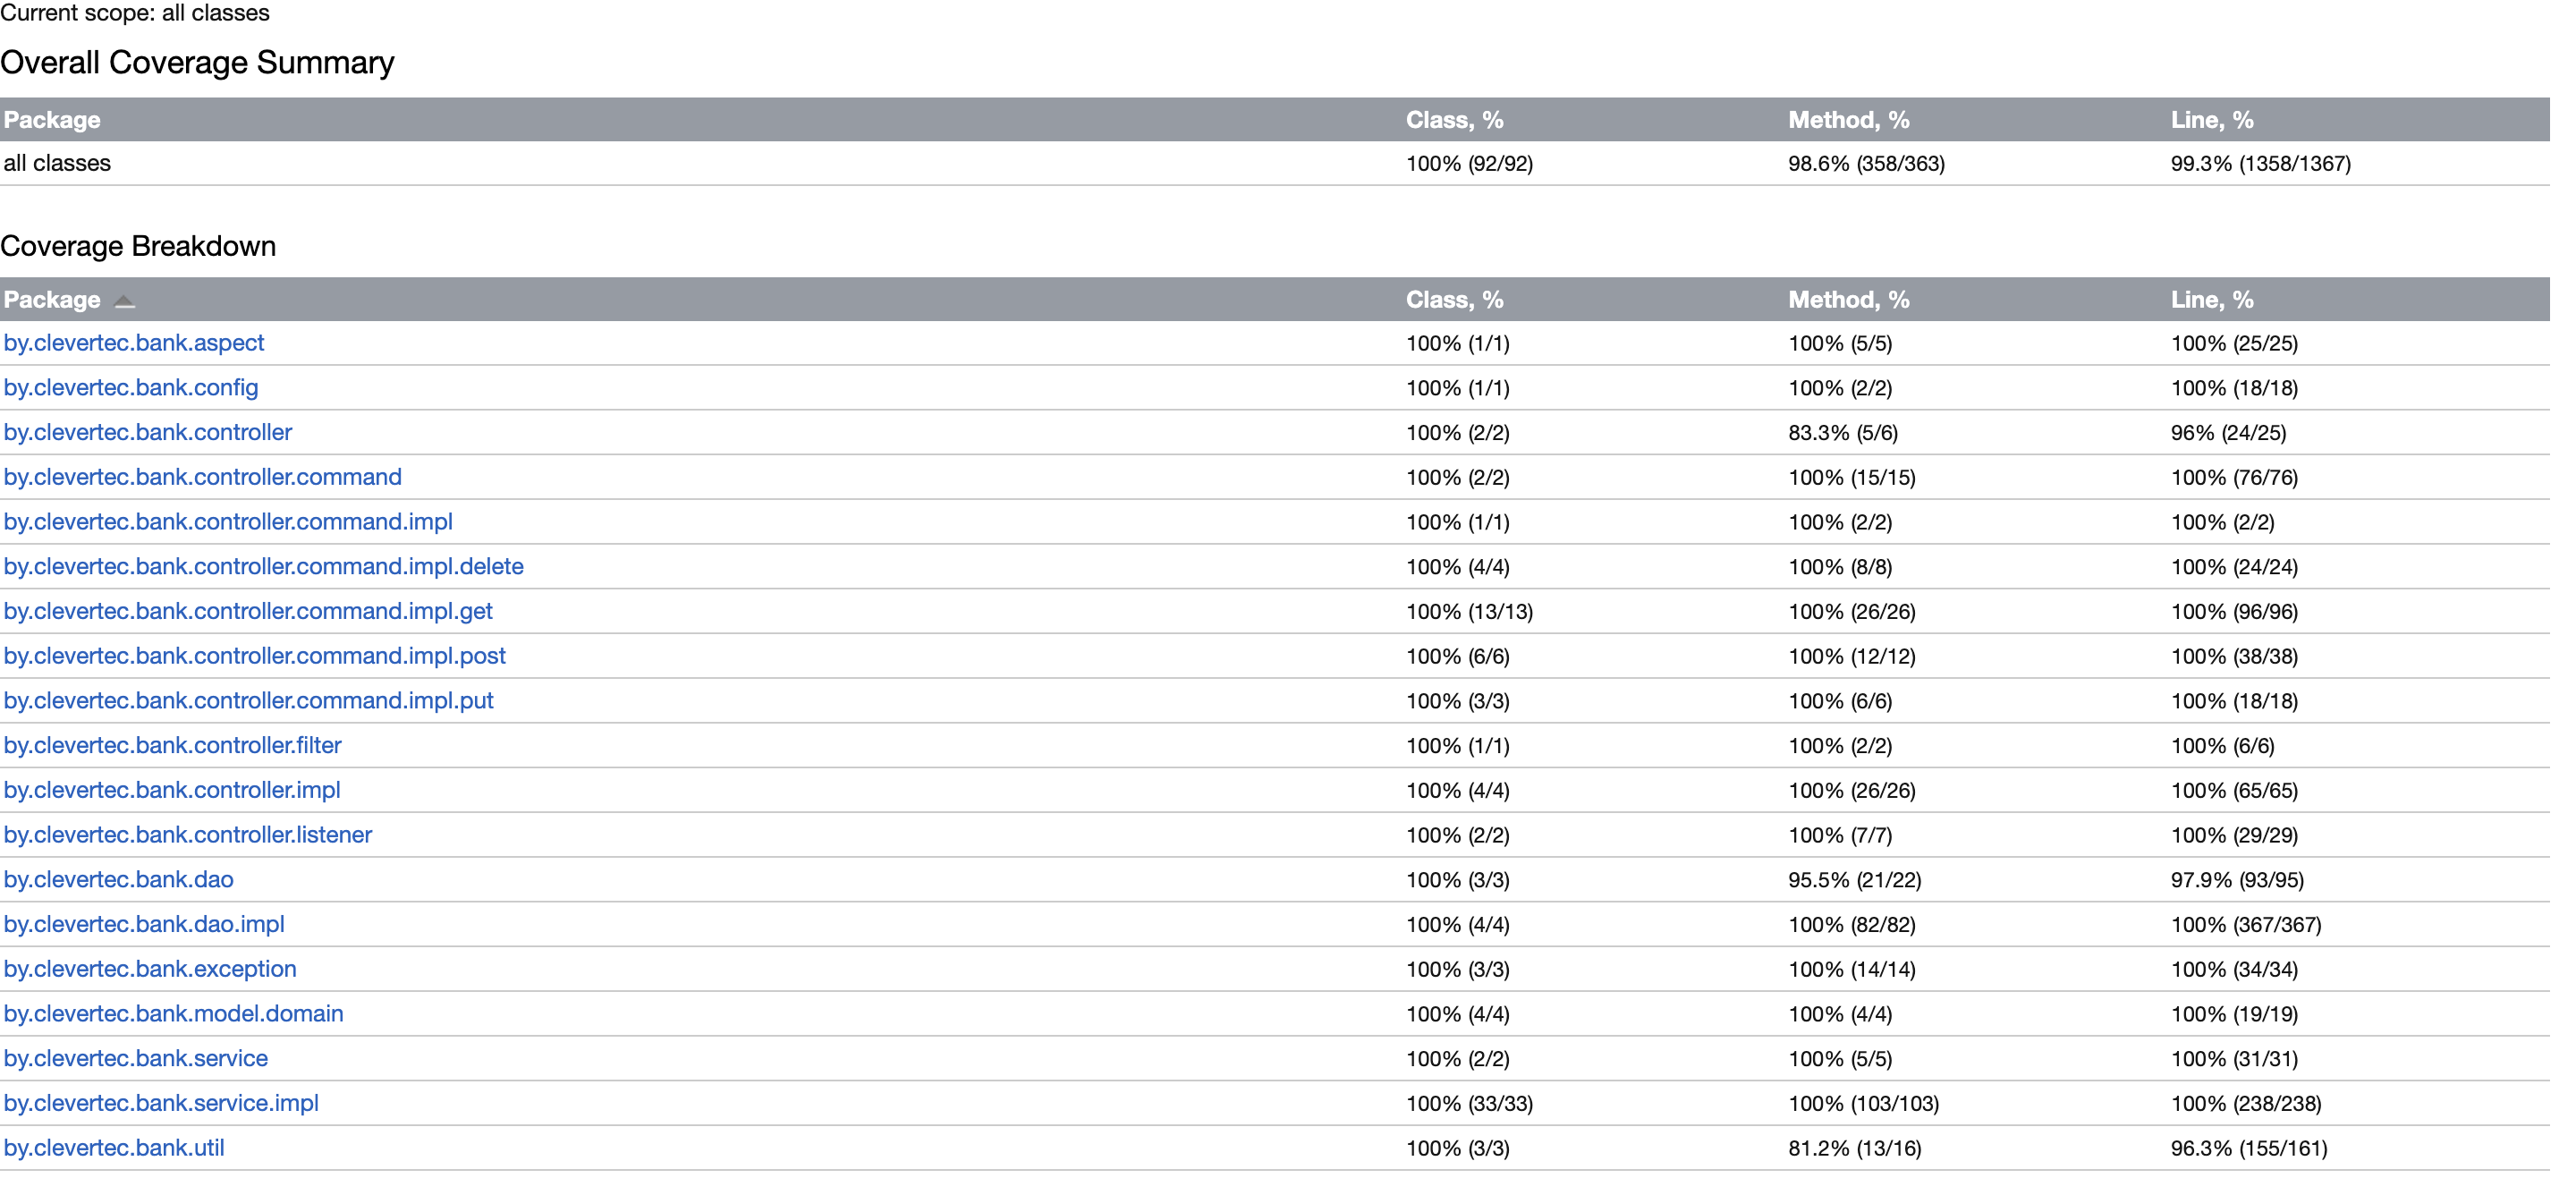 Current scope: all classes
Overall Coverage Summary
Package Class, % Method, % Line, %
all classes 100% (92/92) 98.6% (358/363) 99.3% (1358/1367)
Coverage Breakdown
Package Class, % Method, % Line, %
by.clevertec.bank.aspect 100% (1/1) 100% (5/5) 100% (25/25)
by.clevertec.bank.config 100% (1/1) 100% (2/2) 100% (18/18)
by.clevertec.bank.controller 100% (2/2) 83.3% (5/6) 96% (24/25)
by.clevertec.bank.controller.command 100% (2/2) 100% (15/15) 100% (76/76)
by.clevertec.bank.controller.command.impl 100% (1/1) 100% (2/2) 100% (2/2)
by.clevertec.bank.controller.command.impl.delete 100% (4/4) 100% (8/8) 100% (24/24)
by.clevertec.bank.controller.command.impl.get 100% (13/13) 100% (26/26) 100% (96/96)
by.clevertec.bank.controller.command.impl.post 100% (6/6) 100% (12/12) 100% (38/38)
by.clevertec.bank.controller.command.impl.put 100% (3/3) 100% (6/6) 100% (18/18)
by.clevertec.bank.controller.filter 100% (1/1) 100% (2/2) 100% (6/6)
by.clevertec.bank.controller.impl 100% (4/4) 100% (26/26) 100% (65/65)
by.clevertec.bank.controller.listener 100% (2/2) 100% (7/7) 100% (29/29)
by.clevertec.bank.dao 100% (3/3) 95.5% (21/22) 97.9% (93/95)
by.clevertec.bank.dao.impl 100% (4/4) 100% (82/82) 100% (367/367)
by.clevertec.bank.exception 100% (3/3) 100% (14/14) 100% (34/34)
by.clevertec.bank.model.domain 100% (4/4) 100% (4/4) 100% (19/19)
by.clevertec.bank.service 100% (2/2) 100% (5/5) 100% (31/31)
by.clevertec.bank.service.impl 100% (33/33) 100% (103/103) 100% (238/238)
by.clevertec.bank.util 100% (3/3) 81.2% (13/16) 96.3% (155/161)